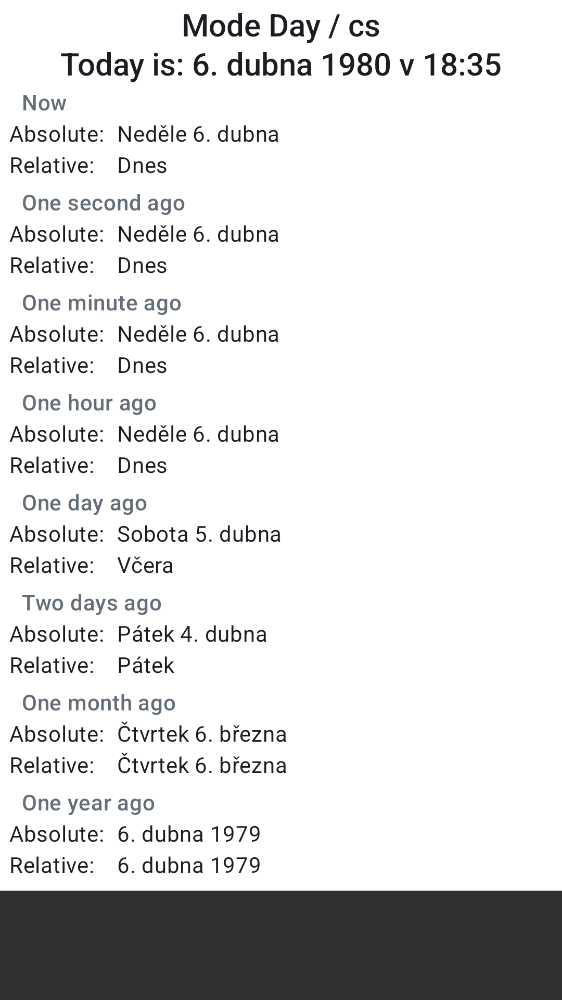 Mode Day / cs
Today is: 6. dubna 1980 v 18:35
Now
Absolute: Neděle 6. dubna
Relative: Dnes
One second ago
Absolute: Neděle 6. dubna
Relative: Dnes
One minute ago
Absolute: Neděle 6. dubna
Relative: Dnes
One hour ago
Absolute: Neděle 6. dubna
Relative: Dnes
One day ago
Absolute: Sobota 5. dubna
Relative: Včera
Two days ago
Absolute: Pátek 4. dubna
Relative: Pátek
One month ago
Absolute: Čtvrtek 6. března
Relative: Čtvrtek 6. března
One year ago
Absolute: 6. dubna 1979
Relative: 6. dubna 1979